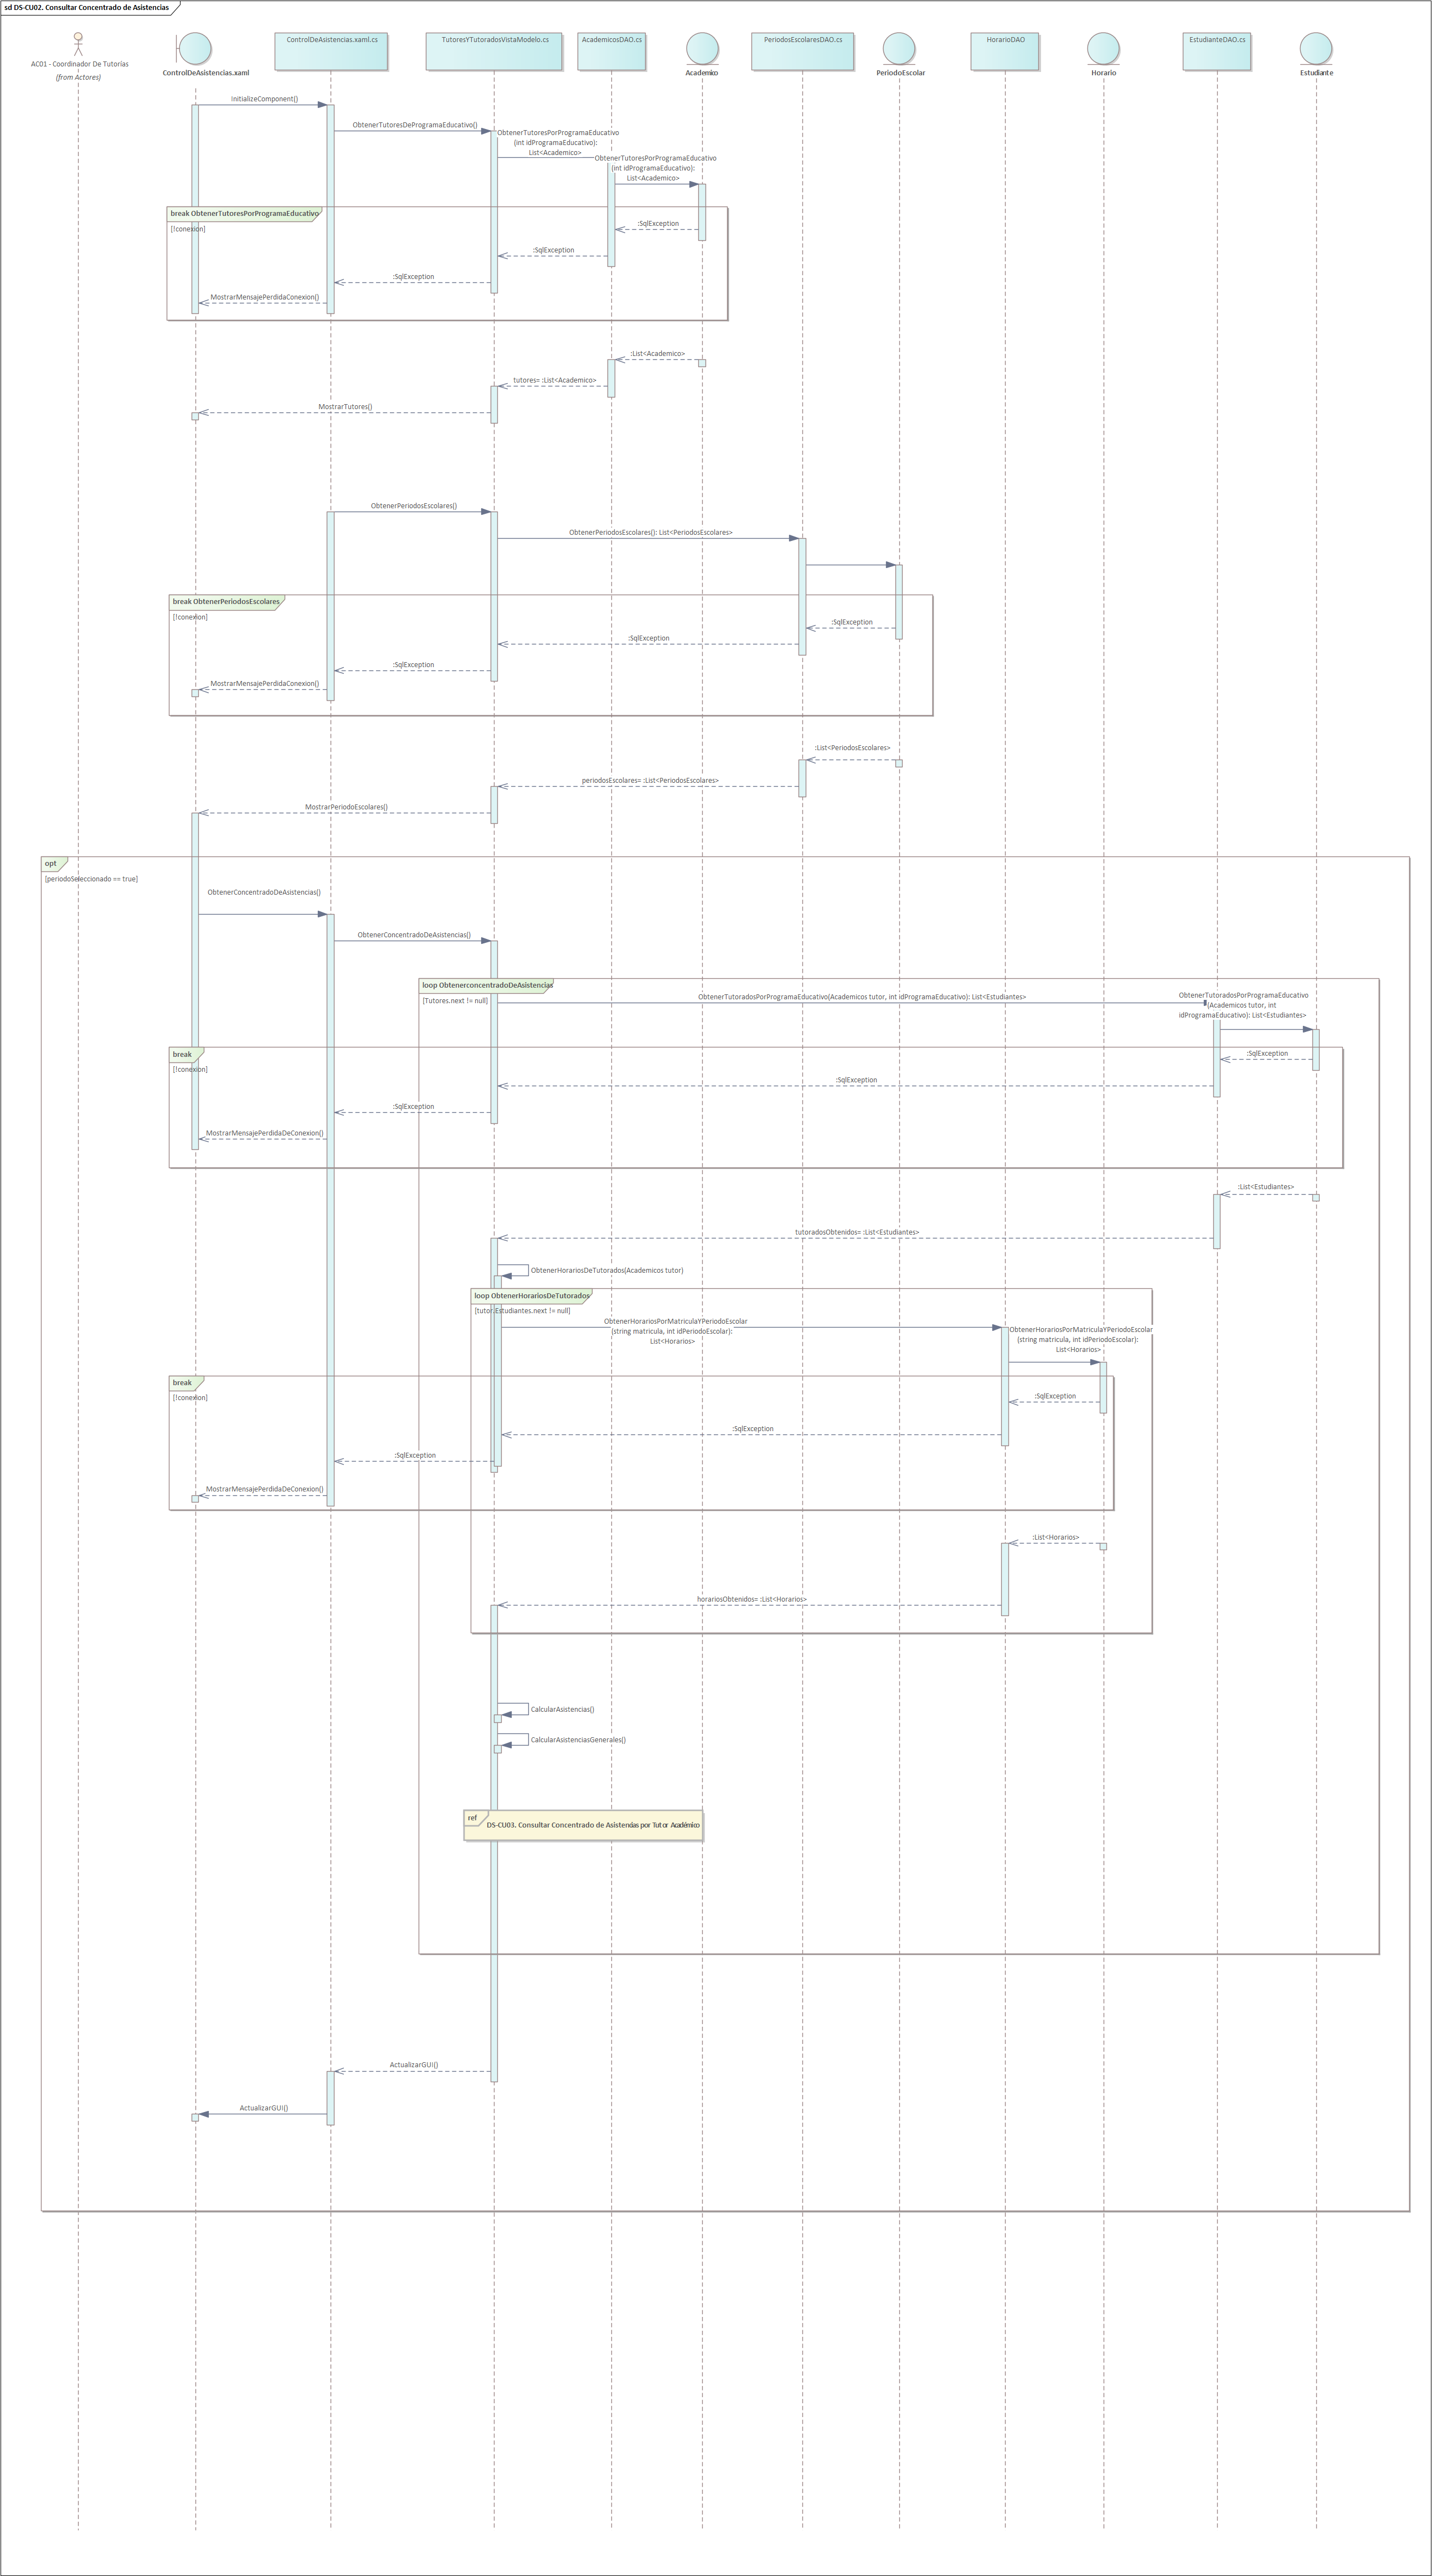 sd DS-CU02. Consultar Concentrado de Asistencias
AC01 - Coordinador De Tutorías
(from Actores)
ControlDeAsistencias.xaml
ControlDeAsistencias.xaml.cs
TutoresYTutoradosVistaModelo.cs
AcademicosDAO.cs
Academico
PeriodosEscolaresDAO.cs
PeriodoEscolar
HorarioDAO
Horario
EstudianteDAO.cs
Estudiante
InitializeComponent()
ObtenerTutoresDeProgramaEducativo()
ObtenerTutoresPorProgramaEducativo
(int idProgramaEducativo):
List<Academico>
ObtenerTutoresPorProgramaEducativo
(int idProgramaEducativo):
List<Academico>
break ObtenerTutoresPorProgramaEducativo
[!conexion]
:SqlException
:SqlException
:SqlException
MostrarMensajePerdidaConexion()
:List<Academico>
tutores= :List<Academico>
MostrarTutores()
ObtenerPeriodosEscolares()
ObtenerPeriodosEscolares(): List<PeriodosEscolares>
break ObtenerPeriodosEscolares
[!conexion]
:SqlException
:SqlException
:SqlException
MostrarMensajePerdidaConexion()
:List<PeriodosEscolares>
periodosEscolares= :List<PeriodosEscolares>
MostrarPeriodoEscolares()
opt
[periodoSeleccionado == true]
ObtenerConcentradoDeAsistencias()
ObtenerConcentradoDeAsistencias()
loop ObtenerconcentradoDeAsistencias
[Tutores.next != null]
ObtenerTutoradosPorProgramaEducativo(Academicos tutor, int idProgramaEducativo): List<Estudiantes>
ObtenerTutoradosPorProgramaEducativo
(Academicos tutor, int
idProgramaEducativo): List<Estudiantes>
break
[!conexion]
:SqlException
:SqlException
:SqlException
MostrarMensajePerdidaDeConexion()
:List<Estudiantes>
tutoradosObtenidos= :List<Estudiantes>
ObtenerHorariosDeTutorados(Academicos tutor)
loop ObtenerHorariosDeTutorados
[tutor.Estudiantes.next != null]
ObtenerHorariosPorMatriculaYPeriodoEscolar
(string matricula, int idPeriodoEscolar):
List<Horarios>
ObtenerHorariosPorMatriculaYPeriodoEscolar
(string matricula, int idPeriodoEscolar):
List<Horarios>
break
[!conexion]
:SqlException
:SqlException
:SqlException
MostrarMensajePerdidaDeConexion()
:List<Horarios>
horariosObtenidos= :List<Horarios>
CalcularAsistencias()
CalcularAsistenciasGenerales()
ref
DS-CU03. Consultar Concentrado de Asistencias por Tutor Académico
ActualizarGUI()
ActualizarGUI()